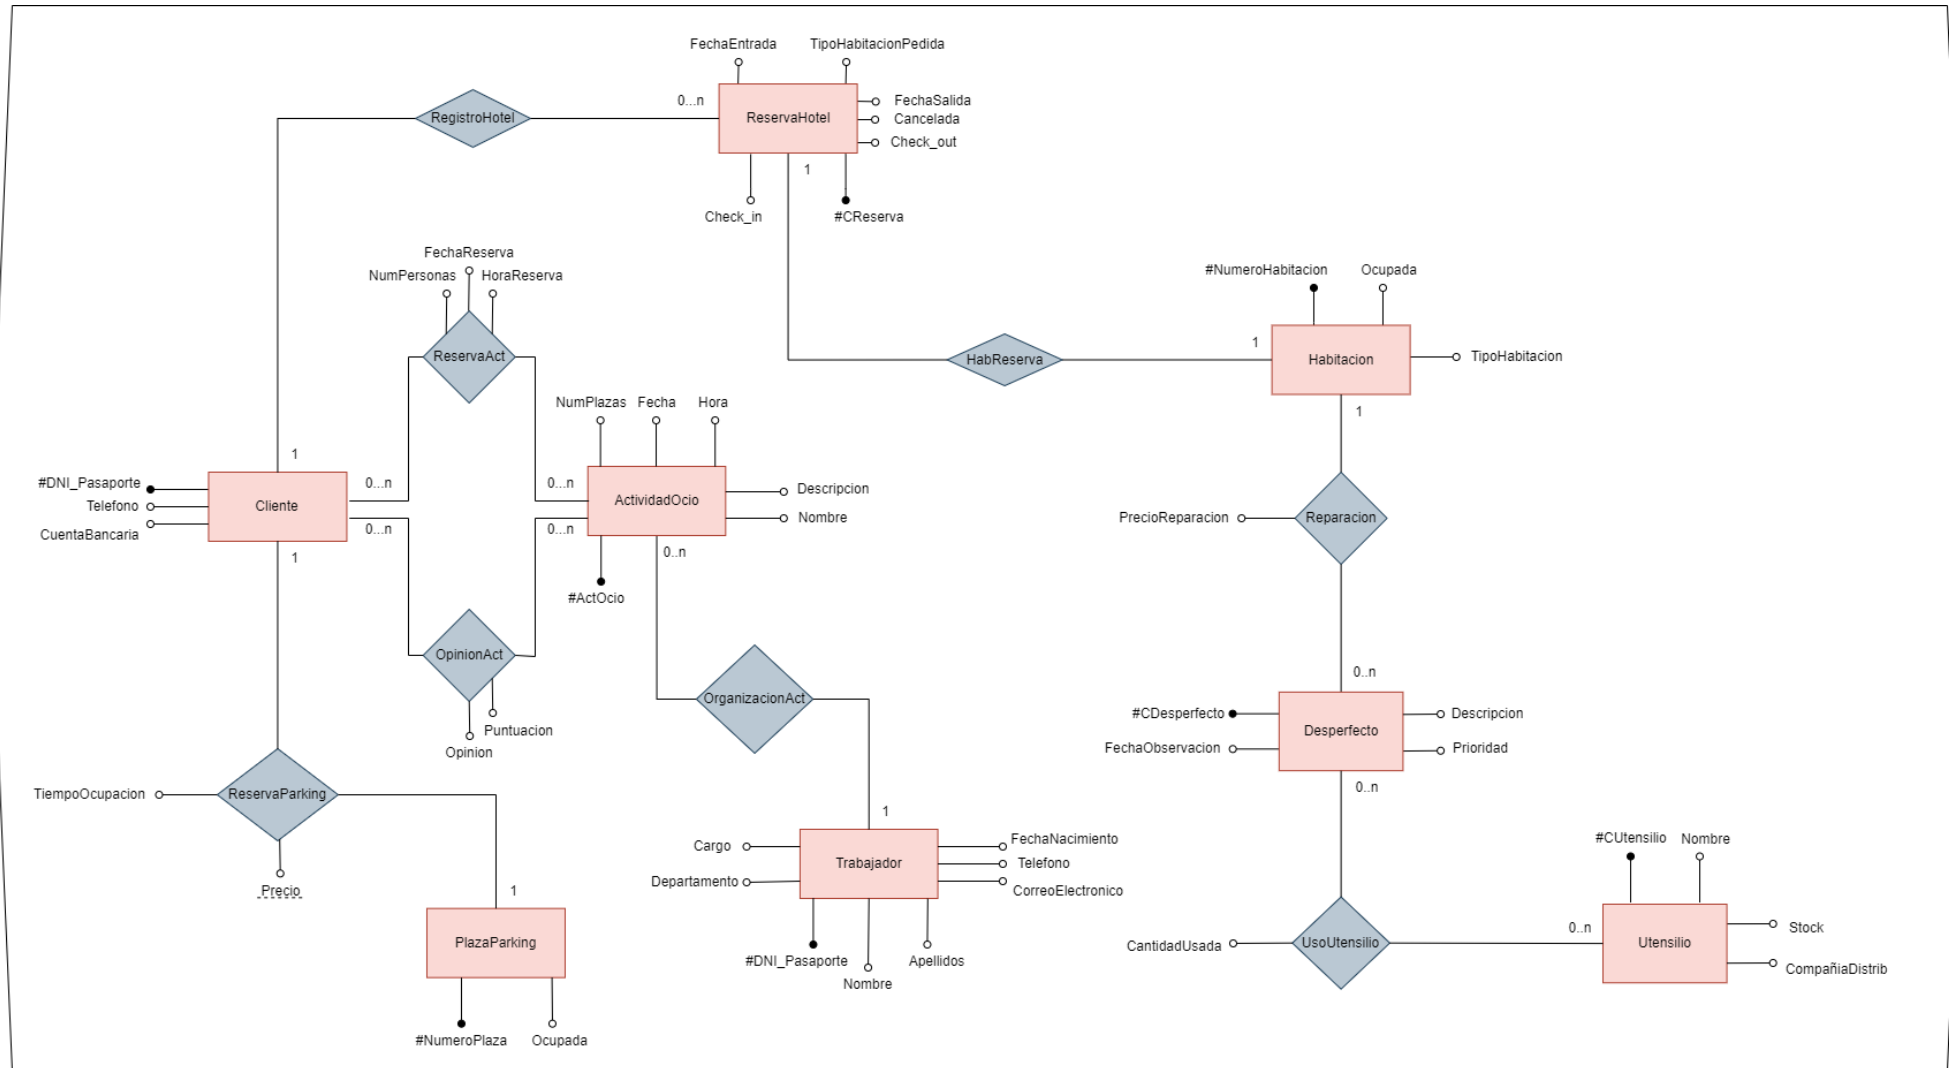 FechaEntrada
TipoHabitacionPedida
RegistroHotel
0...n
ReservaHotel
FechaSalida
Cancelada
Check_out
1
Check_in
#CReserva
FechaReserva
NumPersonas
HoraReserva
ReservaAct
#NumeroHabitacion
Ocupada
1
HabReserva
Habitacion
TipoHabitacion
1
NumPlazas
Fecha
Hora
1
#DNI_Pasaporte
Telefono
CuentaBancaria
Cliente
0...n
0...n
0...n
0...n
1
ActividadOcio
Descripcion
Nombre
0..n
#ActOcio
PrecioReparacion
Reparacion
OpinionAct
Puntuacion
Opinion
OrganizacionAct
0..n
#CDesperfecto
FechaObservacion
Desperfecto
Descripcion
Prioridad
0..n
TiempoOcupacion
ReservaParking
Precio
1
PlazaParking
#NumeroPlaza
Ocupada
1
Cargo
Departamento
Trabajador
FechaNacimiento
Telefono
CorreoElectronico
#DNI_Pasaporte
Nombre
Apellidos
#CUtensilio
Nombre
CantidadUsada
UsoUtensilio
0..n
Utensilio
Stock
CompañiaDistrib